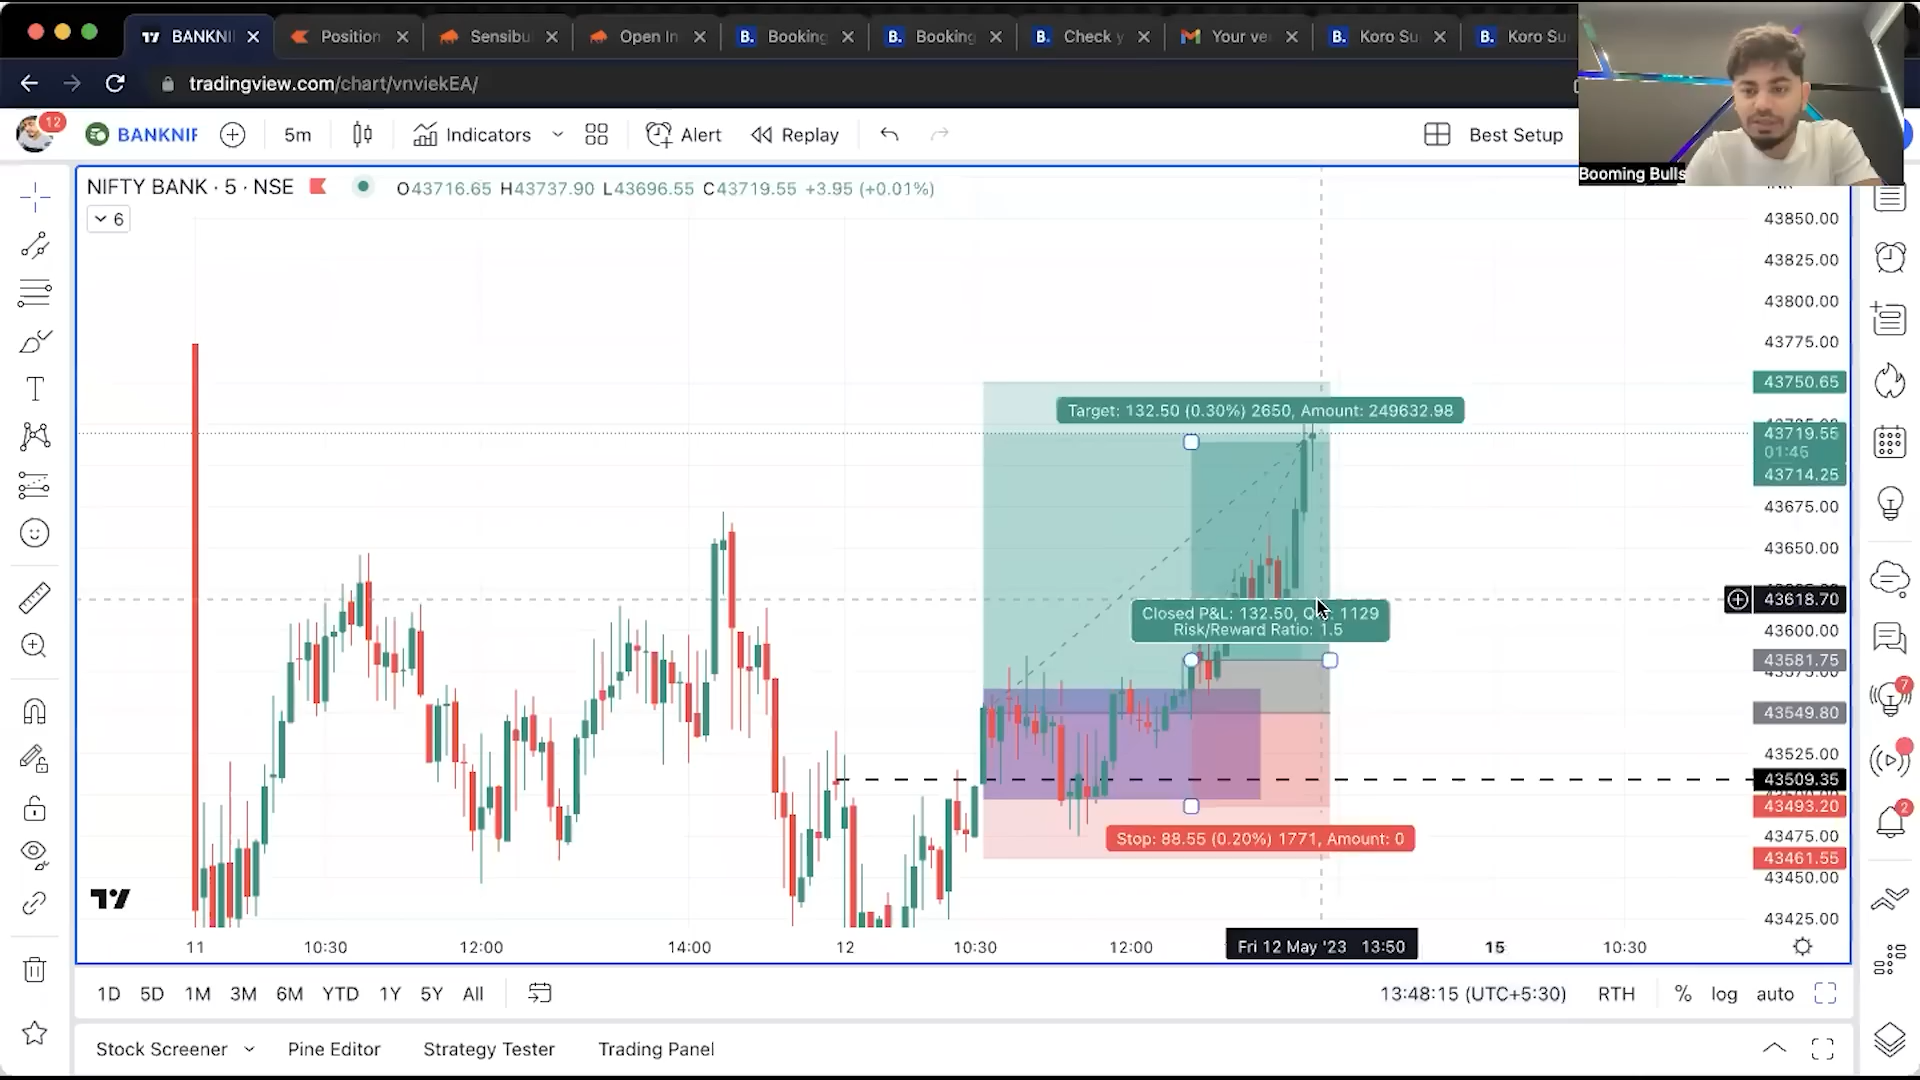 BANKNI
Position
Sensibu
Open In
B. Booking
B. Booking
B. Check y
Your ve
B. Koro Su
B. Koro Su
tradingview.com/chart/vnviekEA/
12
BANKNIF
5m
Indicators
Alert
Replay
Best Setup
Booming Bulls
NIFTY BANK · 5 · NSE
O43716.65 H43737.90 L43696.55 C43719.55 +3.95 (+0.01%)
6
43850.00
43825.00
43800.00
43775.00
43750.65
Target: 132.50 (0.30%) 2650, Amount: 249632.98
43719.55
01:46
43714.25
43675.00
43650.00
43618.70
Closed P&L: 132.50, Q : 1129
Risk/Reward Ratio: 1.5
43600.00
43581.75
43549.80
43525.00
43509.35
43493.20
Stop: 88.55 (0.20%) 1771, Amount: 0
43475.00
43461.55
43450.00
43425.00
7
2
11
10:30
12:00
14:00
12
10:30
12:00
Fri 12 May '23 13:50
15
10:30
1D 5D 1M 3M 6M YTD 1Y 5Y All
13:48:15 (UTC+5:30)
RTH
% log auto
Stock Screener
Pine Editor
Strategy Tester
Trading Panel